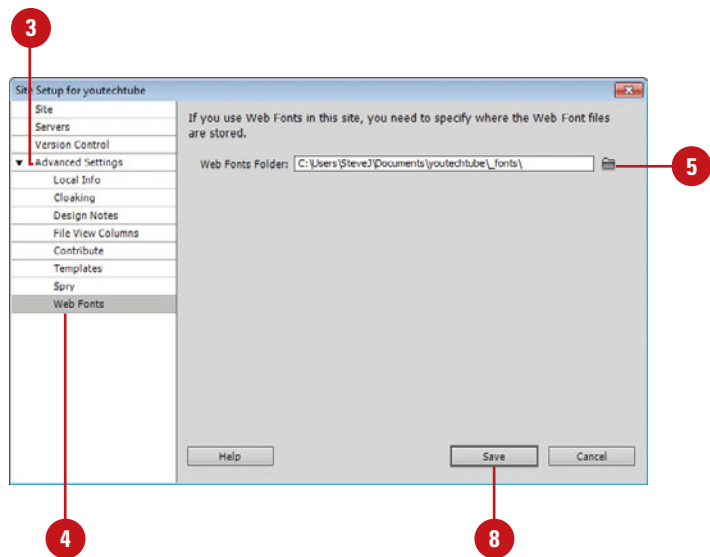 3
Site Setup for youtechtube
Site
Servers
Version Control
Advanced Settings
Local Info
Cloaking
Design Notes
File View Columns
Contribute
Templates
Spry
Web Fonts
If you use Web Fonts in this site, you need to specify where the Web Font files
are stored.
Web Fonts Folder: C:\Users\SteveJ\Documents\youtechtube\_fonts\
5
Help
Save
Cancel
4
8